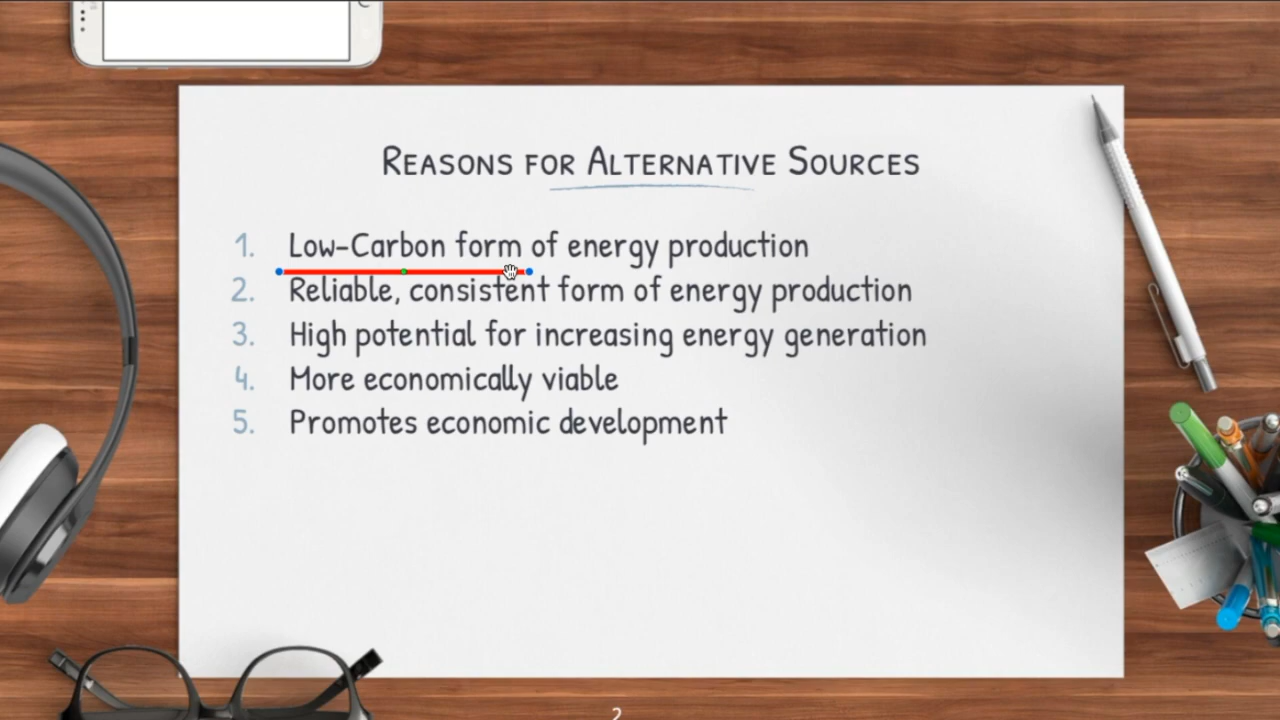 Reasons for Alternative Sources
1. Low-Carbon form of energy production
2. Reliable, consistent form of energy production
3. High potential for increasing energy generation
4. More economically viable
5. Promotes economic development
2